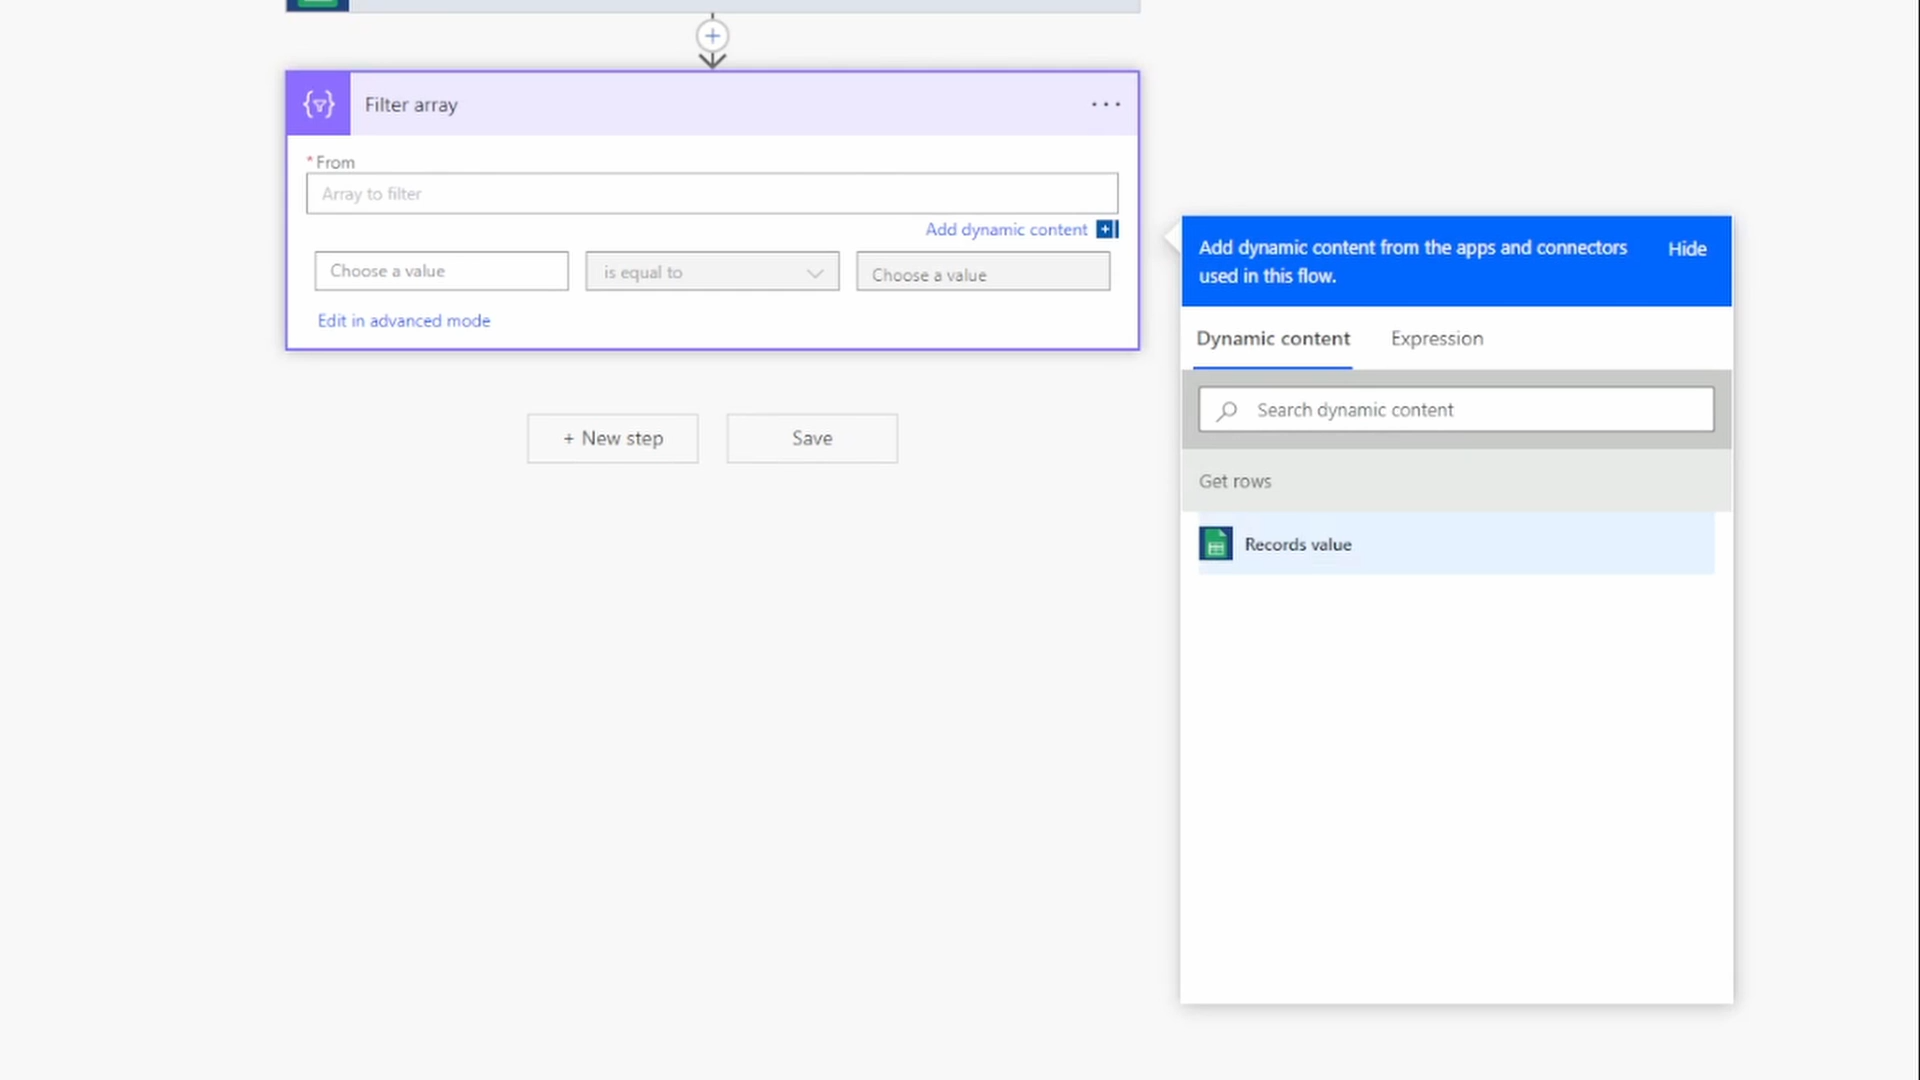 Filter array
* From
Array to filter
Add dynamic content
Choose a value
is equal to
Choose a value
Edit in advanced mode
+ New step
Save
Add dynamic content from the apps and connectors
used in this flow.
Hide
Dynamic content
Expression
Search dynamic content
Get rows
Records value